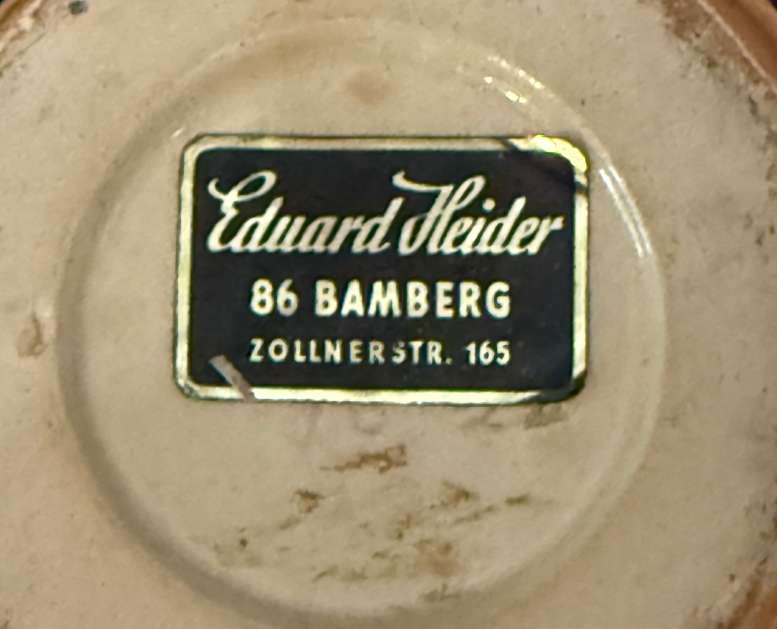 Eduard Heider
86 BAMBERG
ZOLLNERSTR. 165